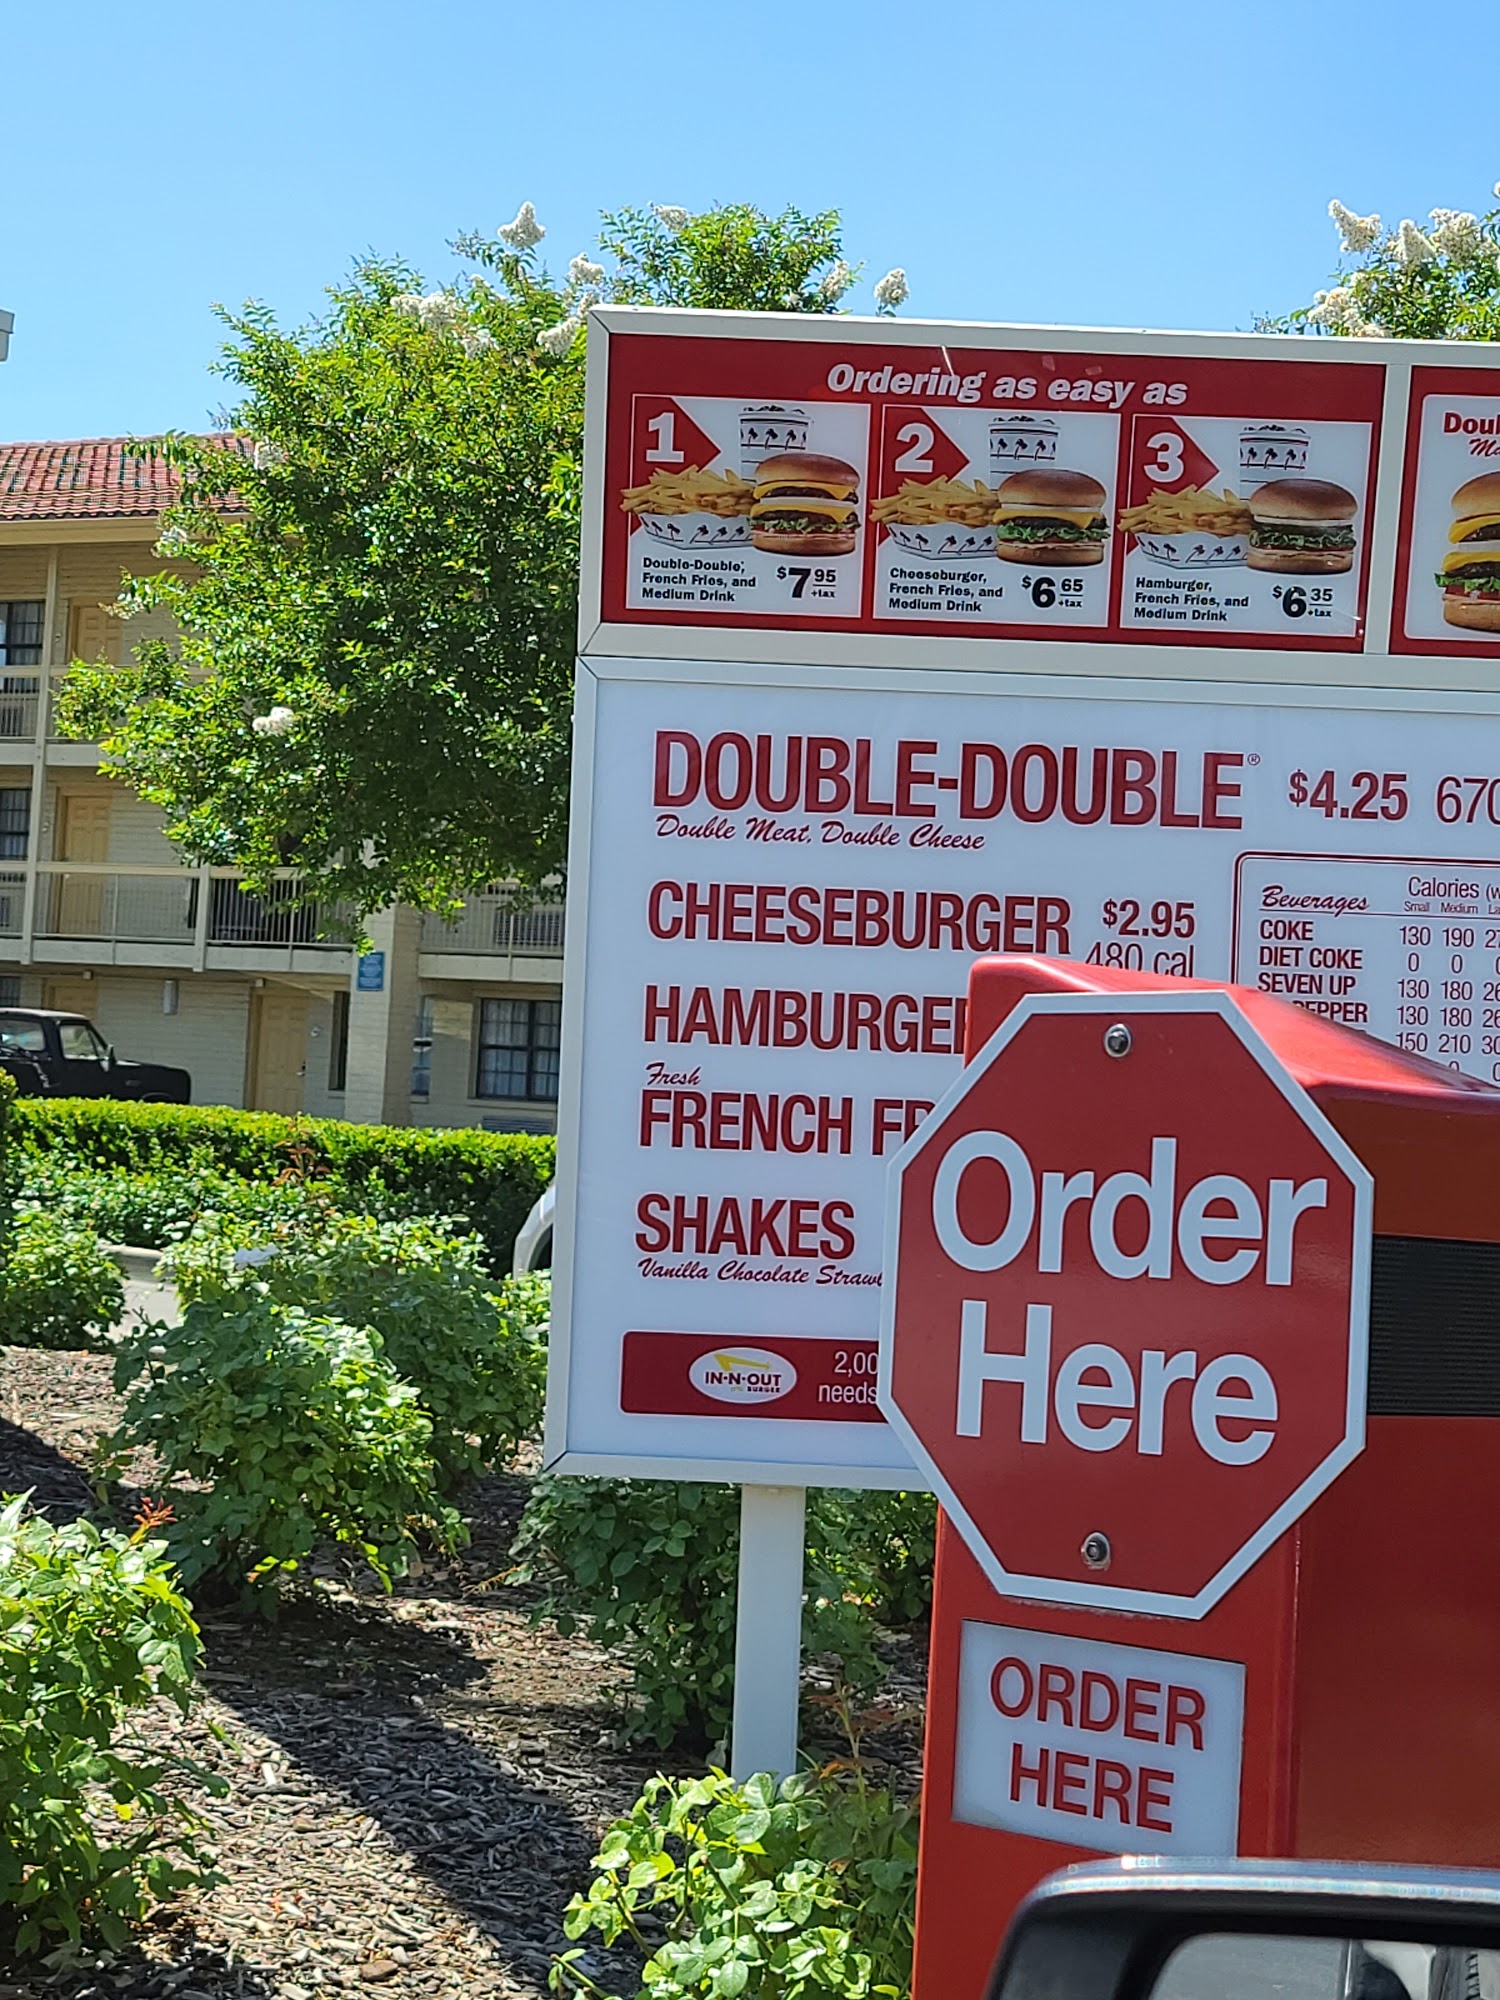 Ordering as easy as
1
Double-Double,
French Fries, and
Medium Drink
$7 95
+tax
2
Cheeseburger,
French Fries, and
Medium Drink
$6 65
+tax
3
Hamburger,
French Fries, and
Medium Drink
$6 35
+tax
DOUBLE-DOUBLE® $4.25
Double Meat, Double Cheese
CHEESEBURGER $2.95
480 cal
HAMBURGER
Fresh
FRENCH
SHAKES
Vanilla Chocolate
IN-N-OUT
BURGER
needs
Beverages Calories
Small Medium
COKE 130 190
DIET COKE 0 0
SEVEN UP 130 180
130 180
150 210
Order
Here
ORDER
HERE